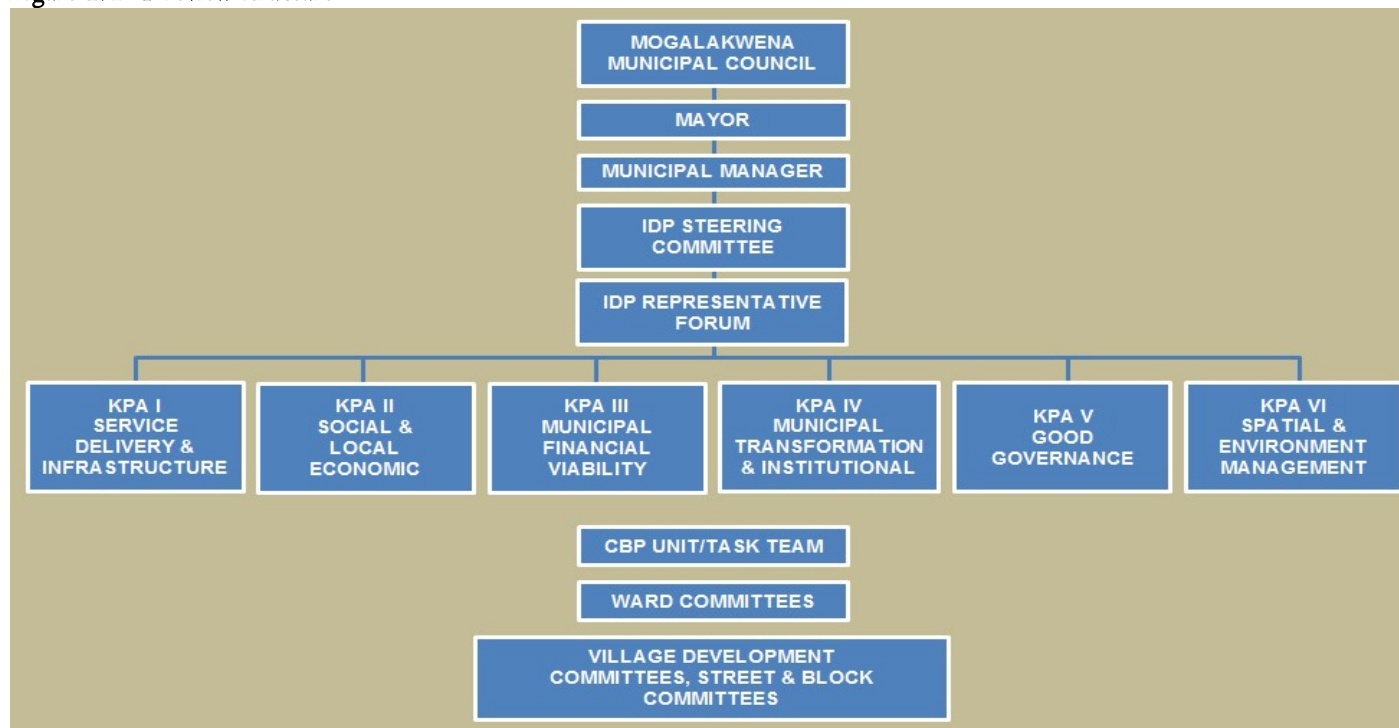 MOGALAKWENA
MUNICIPAL COUNCIL
MAYOR
MUNICIPAL MANAGER
IDP STEERING
COMMITTEE
IDP REPRESENTATIVE
FORUM
KPA I
SERVICE
DELIVERY &
INFRASTRUCTURE
KPA II
SOCIAL &
LOCAL
ECONOMIC
KPA III
MUNICIPAL
FINANCIAL
VIABILITY
KPA IV
MUNICIPAL
TRANSFORMATION
& INSTITUTIONAL
KPA V
GOOD
GOVERNANCE
KPA VI
SPATIAL &
ENVIRONMENT
MANAGEMENT
CBP UNIT/TASK TEAM
WARD COMMITTEES
VILLAGE DEVELOPMENT
COMMITTEES, STREET & BLOCK
COMMITTEES